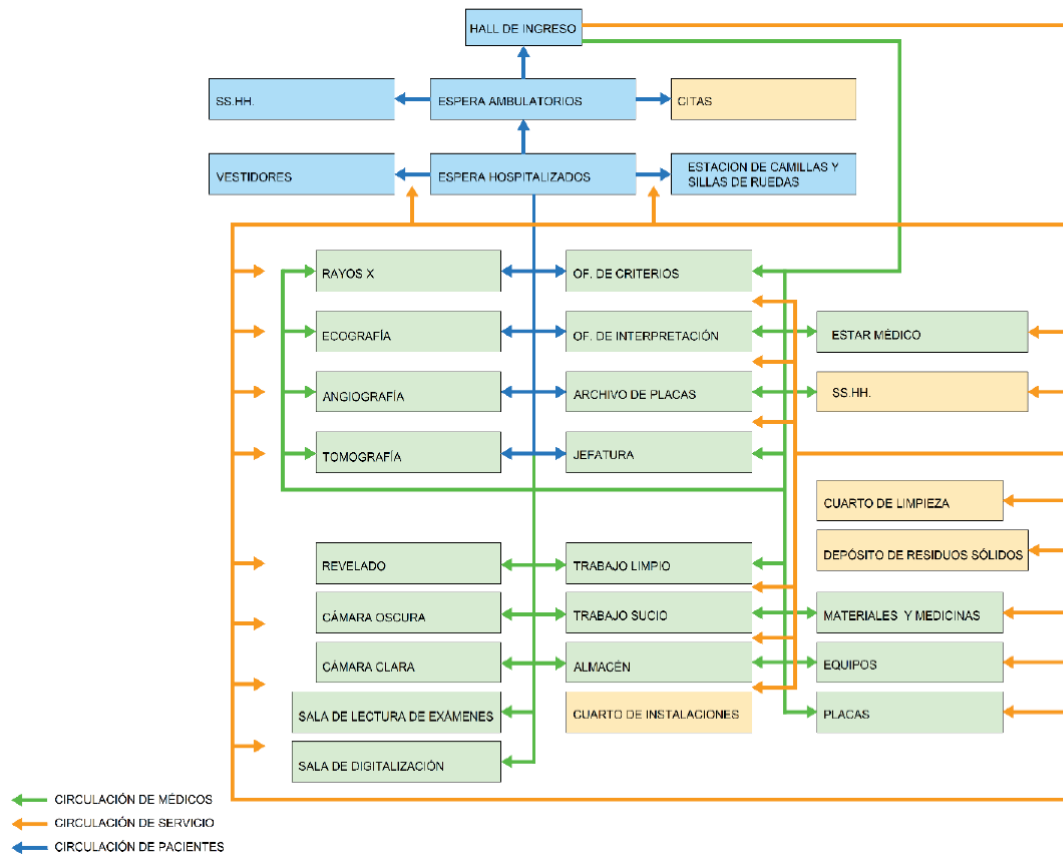 HALL DE INGRESO
SS.HH.
ESPERA AMBULATORIOS
CITAS
VESTIDORES
ESPERA HOSPITALIZADOS
ESTACION DE CAMILLAS Y
SILLAS DE RUEDAS
RAYOS X
OF. DE CRITERIOS
ECOGRAFÍA
OF. DE INTERPRETACIÓN
ESTAR MÉDICO
ANGIOGRAFÍA
ARCHIVO DE PLACAS
SS.HH.
TOMOGRAFÍA
JEFATURA
CUARTO DE LIMPIEZA
DEPÓSITO DE RESIDUOS SÓLIDOS
REVELADO
TRABAJO LIMPIO
CÁMARA OSCURA
TRABAJO SUCIO
MATERIALES Y MEDICINAS
CÁMARA CLARA
ALMACÉN
EQUIPOS
SALA DE LECTURA DE EXÁMENES
CUARTO DE INSTALACIONES
PLACAS
SALA DE DIGITALIZACIÓN
CIRCULACIÓN DE MÉDICOS
CIRCULACIÓN DE SERVICIO
CIRCULACIÓN DE PACIENTES